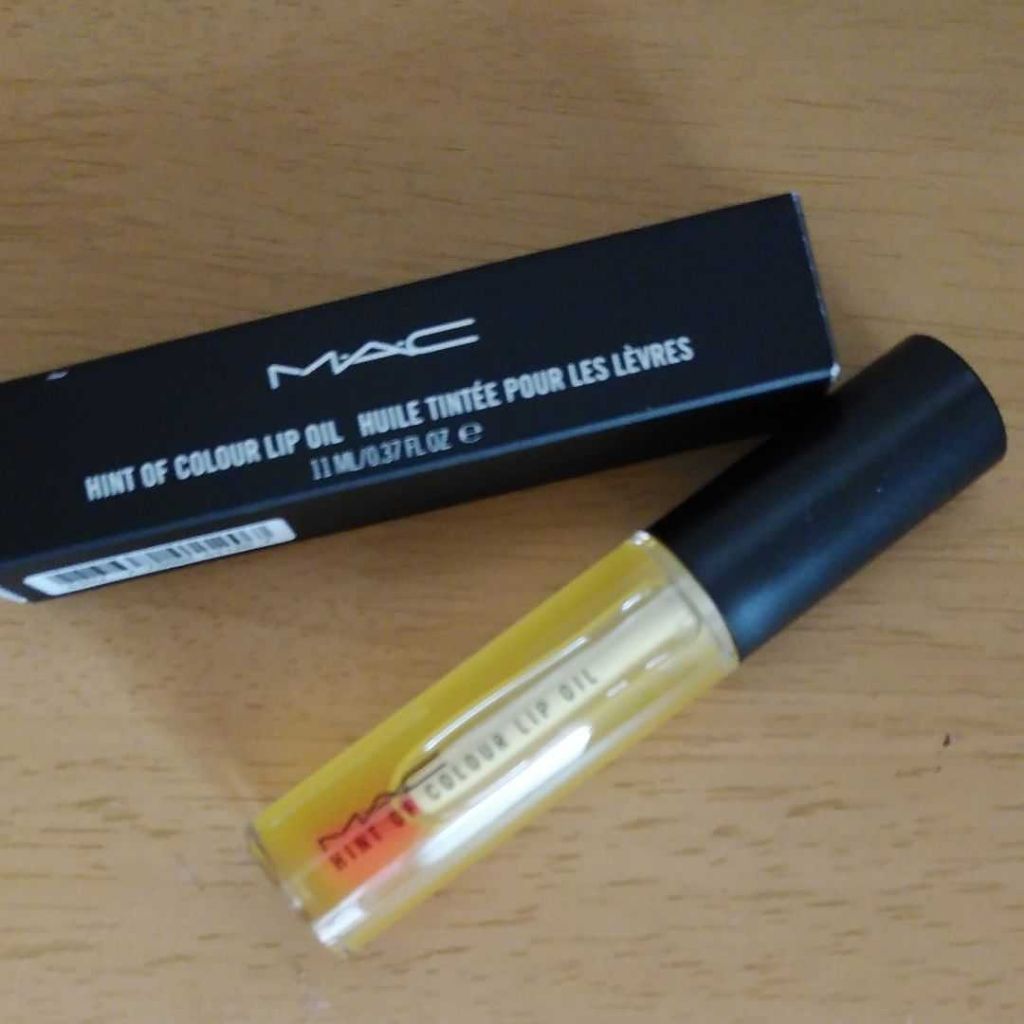 M·A·C
HINT OF COLOUR LIP OIL HUILE TINTÉE POUR LES LÈVRES
11 ML/0.37 FL OZ ℮
MAC
HINT OF COLOUR LIP OIL